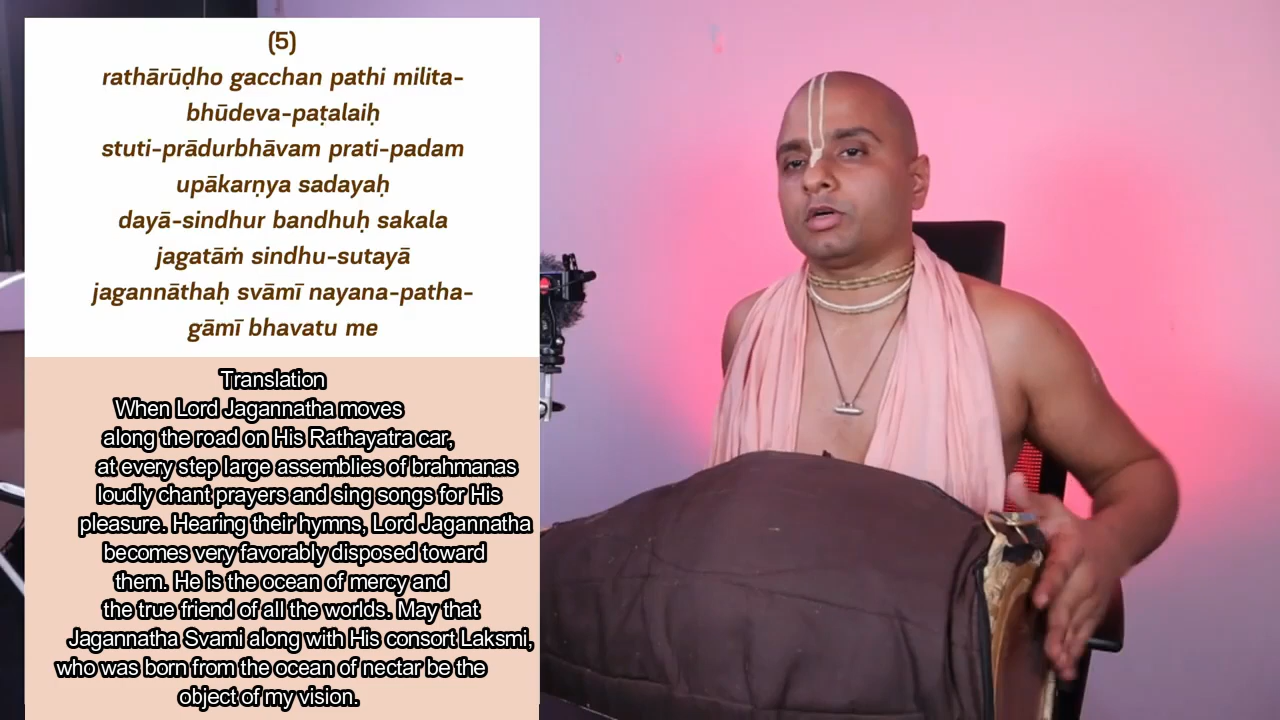 (5)
rathārūḍho gacchan pathi milita-
bhūdeva-paṭalaiḥ
stuti-prādurbhāvam prati-padam
upākarṇya sadayaḥ
dayā-sindhur bandhuḥ sakala
jagatāṁ sindhu-sutayā
jagannāthaḥ svāmī nayana-patha-
gāmī bhavatu me
Translation
When Lord Jagannatha moves
along the road on His Rathayatra car,
at every step large assemblies of brahmanas
loudly chant prayers and sing songs for His
pleasure. Hearing their hymns, Lord Jagannatha
becomes very favorably disposed toward
them. He is the ocean of mercy and
the true friend of all the worlds. May that
Jagannatha Svami along with His consort Laksmi,
who was born from the ocean of nectar be the
object of my vision.